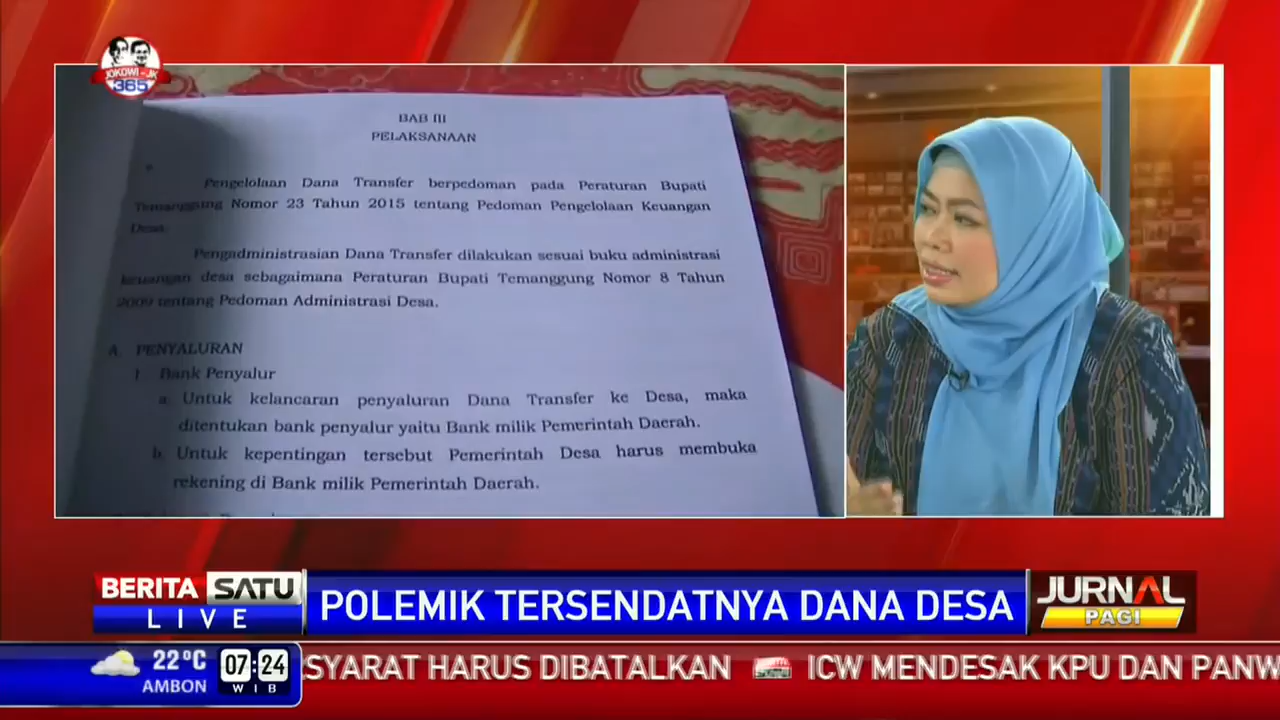 JOKOWI - JK
365
BAB III
PELAKSANAAN
Pengelolaan Dana Transfer berpedoman pada Peraturan Bupati
Temanggung Nomor 23 Tahun 2015 tentang Pedoman Pengelolaan Keuangan
Desa.
Pengadministrasian Dana Transfer dilakukan sesuai buku administrasi
keuangan desa sebagaimana Peraturan Bupati Temanggung Nomor 8 Tahun
2009 tentang Pedoman Administrasi Desa.
A. PENYALURAN
1. Bank Penyalur
a. Untuk kelancaran penyaluran Dana Transfer ke Desa, maka
ditentukan bank penyalur yaitu Bank milik Pemerintah Daerah.
b. Untuk kepentingan tersebut Pemerintah Desa harus membuka
rekening di Bank milik Pemerintah Daerah.
BERITA SATU
LIVE
POLEMIK TERSENDATNYA DANA DESA
JURNAL
PAGI
22°C
AMBON
07:24
WIB
SYARAT HARUS DIBATALKAN ICW MENDESAK KPU DAN PANW